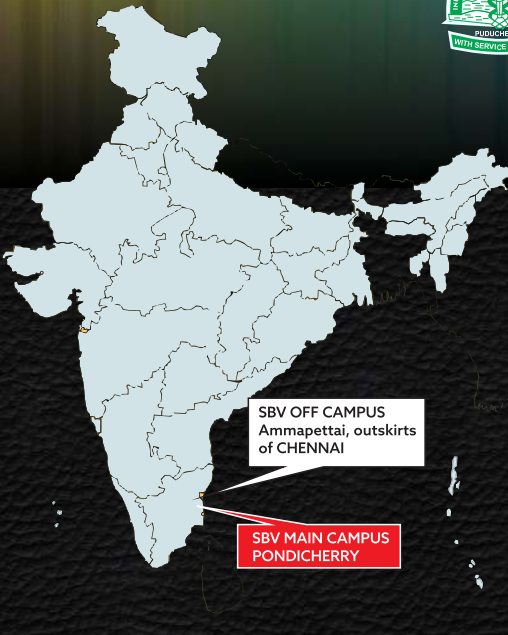 PUDUCHE
WITH SERVICE
SBV OFF CAMPUS
Ammapettai, outskirts
of CHENNAI
SBV MAIN CAMPUS
PONDICHERRY